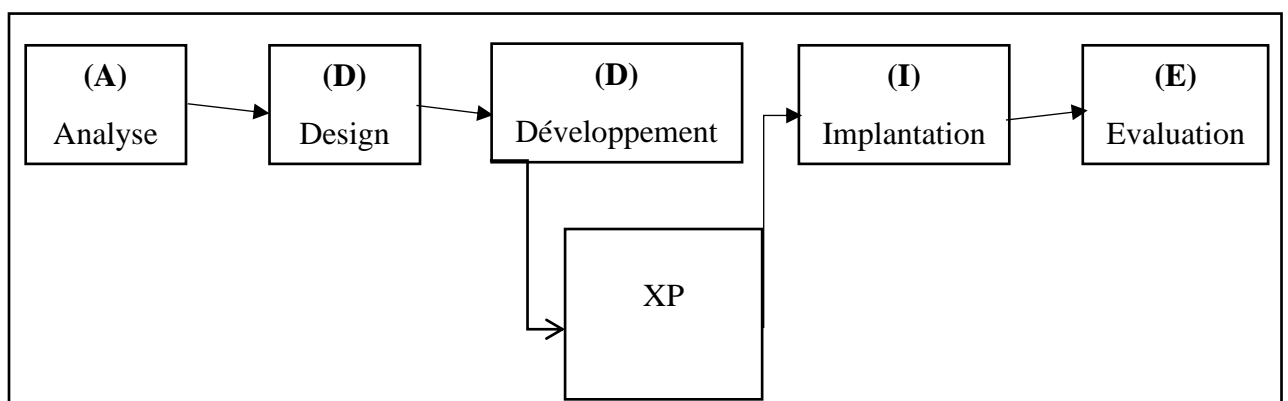 (A)
Analyse
(D)
Design
(D)
Développement
(I)
Implantation
(E)
Evaluation
XP